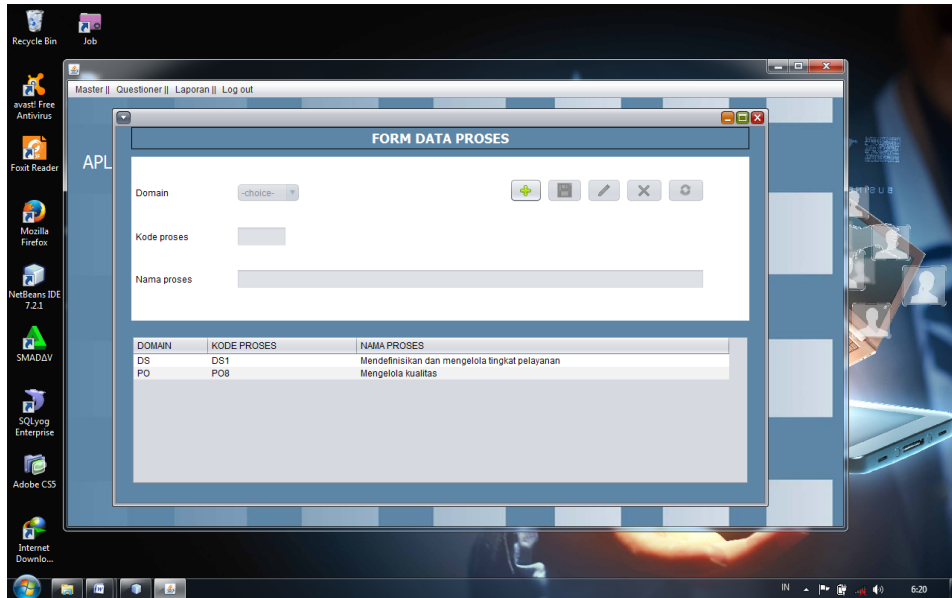 Recycle Bin
Job
avast! Free
Antivirus
Foxit Reader
Mozilla
Firefox
NetBeans IDE
7.2.1
SMADΔV
SQLyog
Enterprise
Adobe CS5
Internet
Downlo...
Master || Questioner || Laporan || Log out
APL
FORM DATA PROSES
Domain -choice-
Kode proses
Nama proses
DOMAIN KODE PROSES NAMA PROSES
DS DS1 Mendefinisikan dan mengelola tingkat pelayanan
PO PO8 Mengelola kualitas
IN 6:20